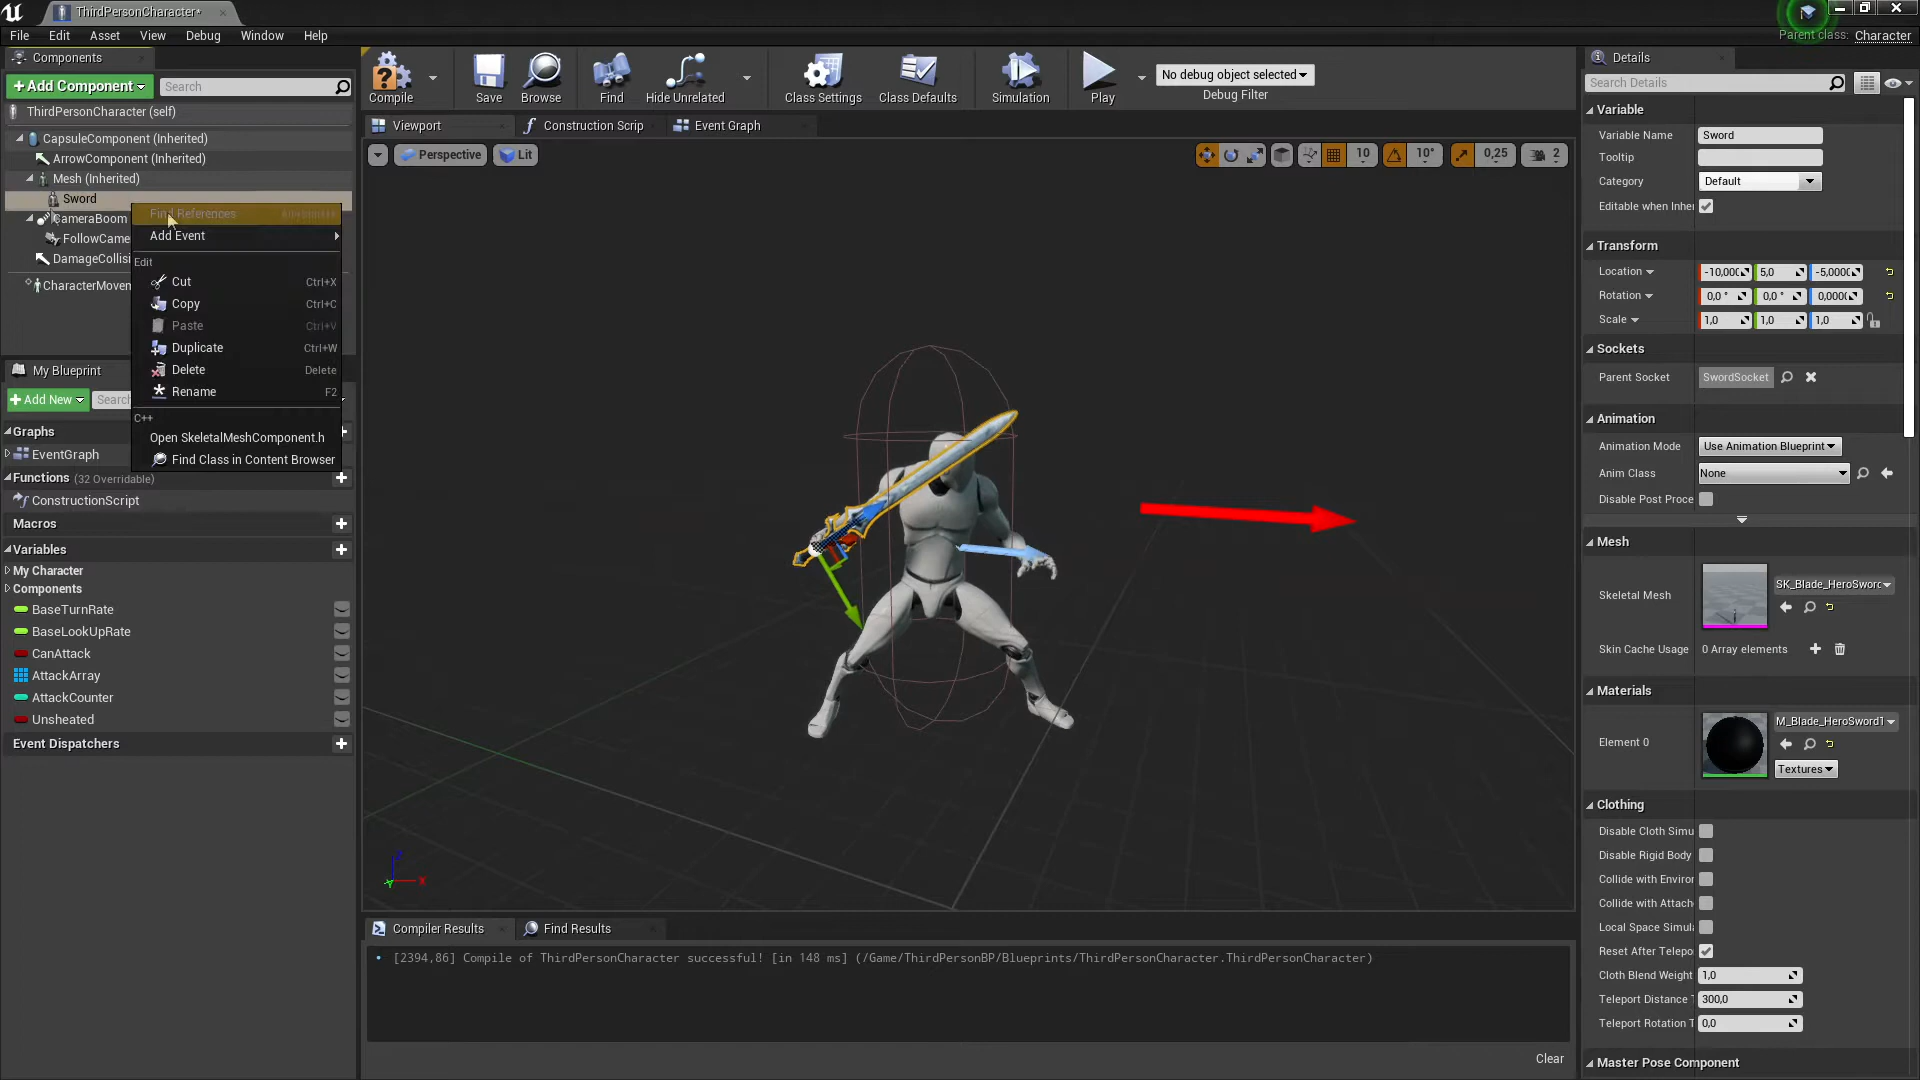 ThirdPersonCharacter*
File Edit Asset View Debug Window Help
Parent class: Character
Components
+Add Component Search
ThirdPersonCharacter (self)
CapsuleComponent (Inherited)
ArrowComponent (Inherited)
Mesh (Inherited)
Sword
CameraBoom
FollowCame
DamageCollisi
CharacterMoven
Find References
Add Event
Edit
Cut Ctrl+X
Copy Ctrl+C
Paste Ctrl+V
Duplicate Ctrl+W
Delete Delete
Rename F2
C++
Open SkeletalMeshComponent.h
Find Class in Content Browser
My Blueprint
+Add New Searc
Graphs
EventGraph
Functions (32 Overridable)
ConstructionScript
Macros
Variables
My Character
Components
BaseTurnRate
BaseLookUpRate
CanAttack
AttackArray
AttackCounter
Unsheated
Event Dispatchers
Compile Save Browse Find Hide Unrelated Class Settings Class Defaults Simulation Play
No debug object selected
Debug Filter
Viewport Construction Scrip Event Graph
Perspective Lit
10 10° 0,25 2
Z
X
Y
Compiler Results Find Results
[2394,86] Compile of ThirdPersonCharacter successful! [in 148 ms] (/Game/ThirdPersonBP/Blueprints/ThirdPersonCharacter.ThirdPersonCharacter)
Clear
Details
Search Details
Variable
Variable Name Sword
Tooltip
Category Default
Editable when Inher
Transform
Location -10,000 5,0 -5,0000
Rotation 0,0 ° 0,0 ° 0,0000
Scale 1,0 1,0 1,0
Sockets
Parent Socket SwordSocket
Animation
Animation Mode Use Animation Blueprint
Anim Class None
Disable Post Proce
Mesh
Skeletal Mesh SK_Blade_HeroSword
Skin Cache Usage 0 Array elements
Materials
Element 0 M_Blade_HeroSword1
Textures
Clothing
Disable Cloth Simu
Disable Rigid Body
Collide with Enviror
Collide with Attach
Local Space Simula
Reset After Telepo
Cloth Blend Weight 1,0
Teleport Distance T 300,0
Teleport Rotation T 0,0
Master Pose Component